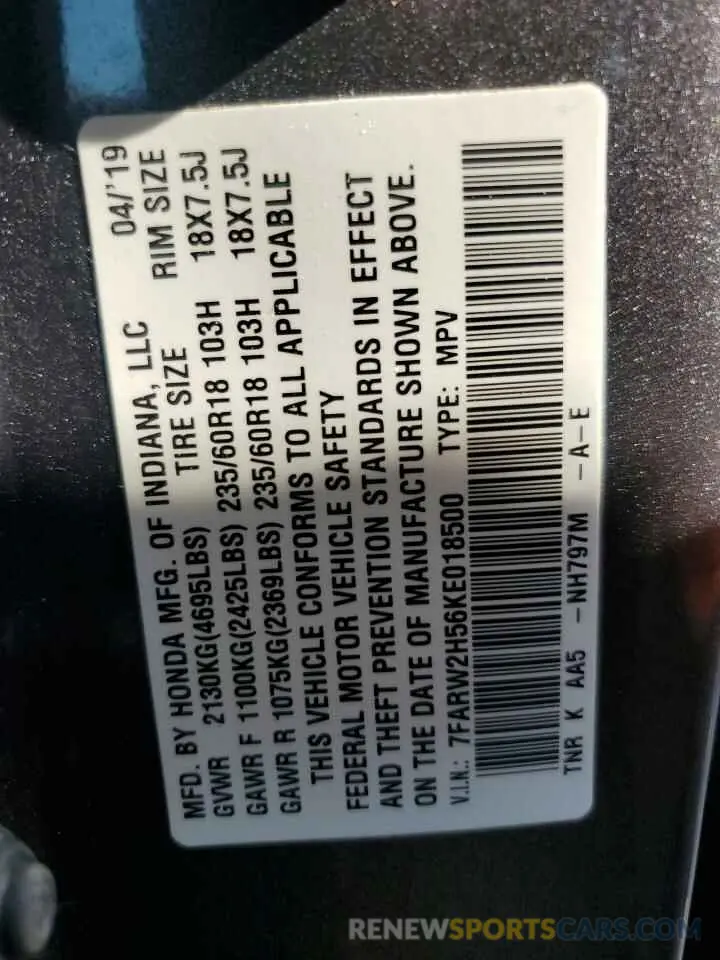 MFD. BY HONDA MFG. OF INDIANA, LLC 04/'19
TIRE SIZE RIM SIZE
GVWR 2130KG(4695LBS)
GAWR F 1100KG(2425LBS) 235/60R18 103H 18X7.5J
GAWR R 1075KG(2369LBS) 235/60R18 103H 18X7.5J
THIS VEHICLE CONFORMS TO ALL APPLICABLE
FEDERAL MOTOR VEHICLE SAFETY
AND THEFT PREVENTION STANDARDS IN EFFECT
ON THE DATE OF MANUFACTURE SHOWN ABOVE.
V.I.N.: 7FARW2H56KE018500 TYPE: MPV
TNR K AA5 -NH797M -A-E
RENEWSPORTSCARS.COM